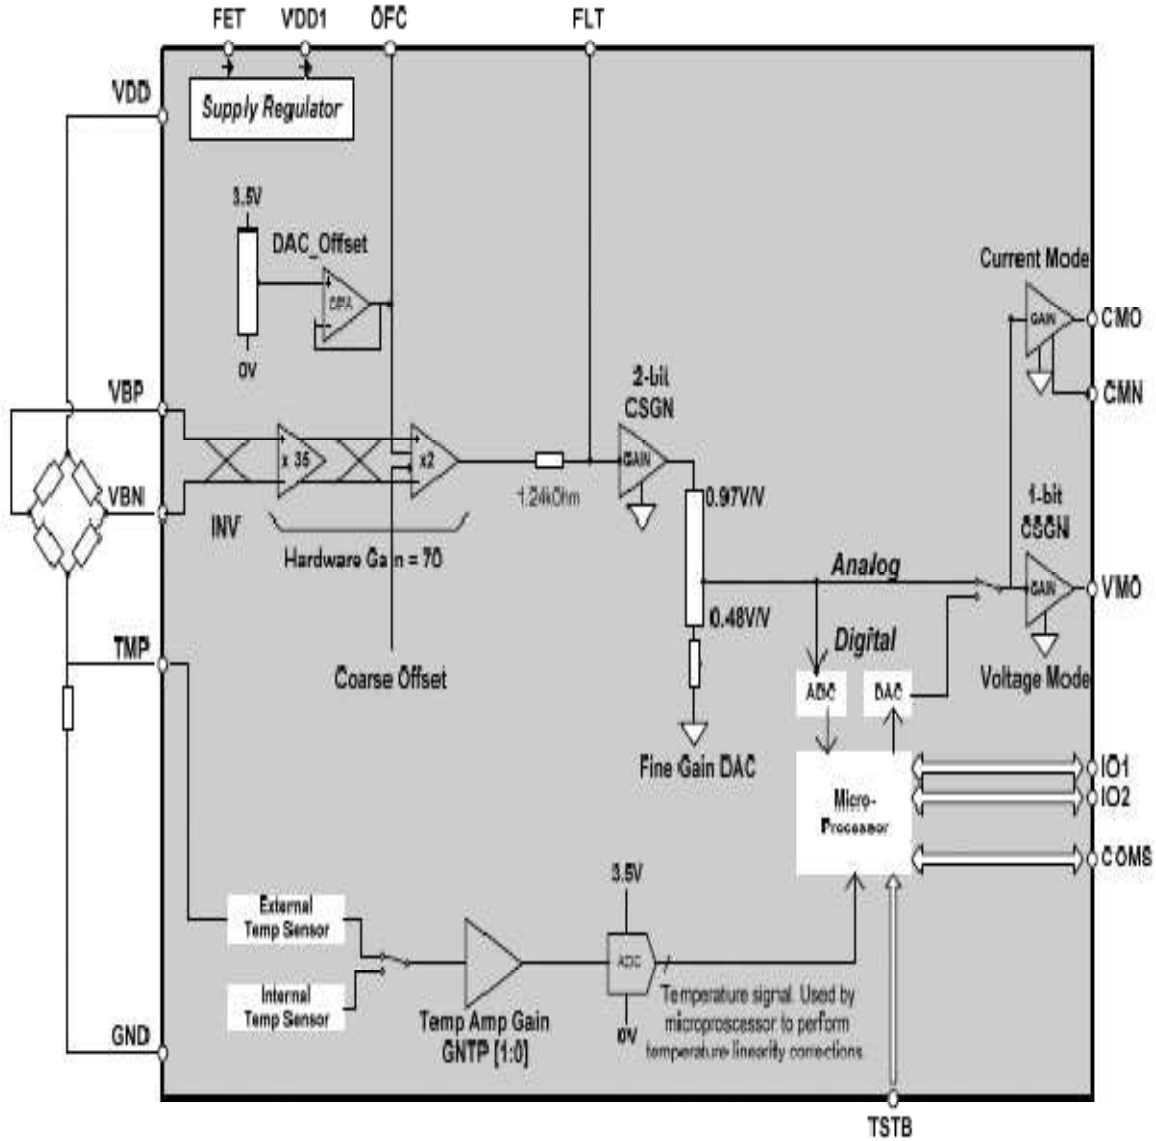 FET VDD1 OFC FLT
VDD
Supply Regulator
3.5V
DAC_Offset
OPA
0V
Current Mode
GAIN
CMO
CMN
VBP
2-bit
CSGN
x 35
x2
GAIN
VBN
INV
1.24kOhm
0.97V/V
1-bit
CSGN
Hardware Gain = 70
Analog
GAIN
VMO
0.48V/V
TMP
Digital
Coarse Offset
ADC
DAC
Voltage Mode
Fine Gain DAC
IO1
IO2
Micro-
Processor
COMS
3.5V
External
Temp Sensor
ADC
Internal
Temp Sensor
Temp Amp Gain
GNTP [1:0]
0V
Temperature signal. Used by
microproscessor to perform
temperature linearity corrections.
GND
TSTB